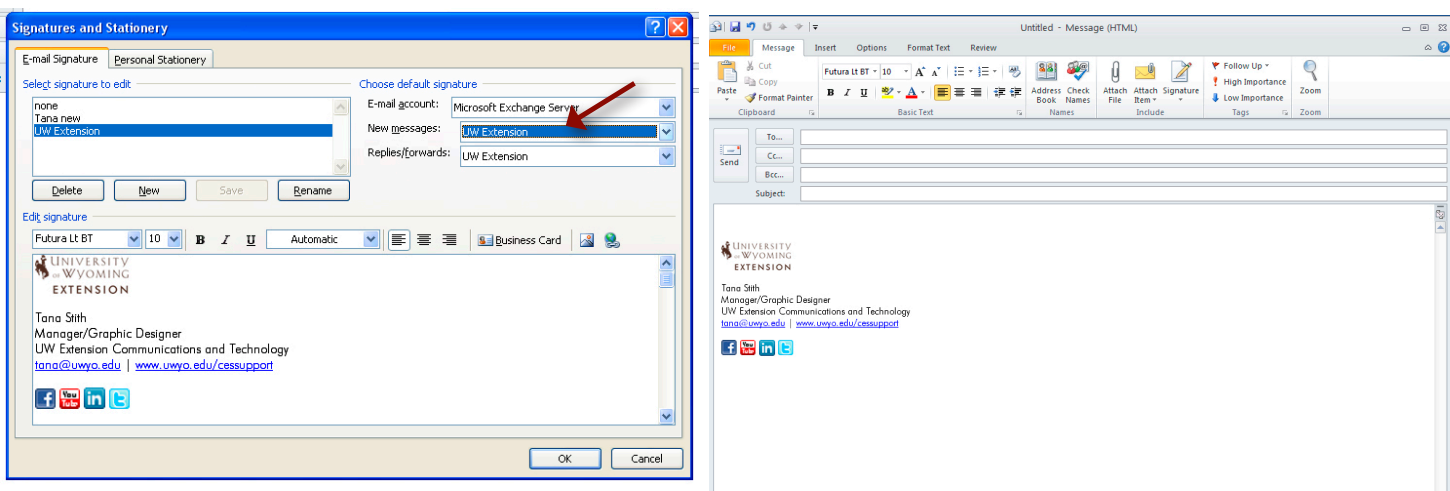 Signatures and Stationery
E-mail Signature Personal Stationery
Select signature to edit
none
Tana new
UW Extension
Delete New Save Rename
Choose default signature
E-mail account: Microsoft Exchange Server
New messages: UW Extension
Replies/forwards: UW Extension
Edit signature
Futura Lt BT 10 B I U Automatic Business Card
UNIVERSITY
OF WYOMING
EXTENSION
Tana Stith
Manager/Graphic Designer
UW Extension Communications and Technology
tana@uwyo.edu | www.uwyo.edu/cessupport
f You Tube in t
OK Cancel
Untitled - Message (HTML)
File Message Insert Options Format Text Review
Paste
Cut
Copy
Format Painter
Clipboard
Futura Lt BT 10 A A
B I U ab A
Basic Text
Address Book
Check Names
Names
Attach File
Attach Item
Signature
Include
Follow Up
High Importance
Low Importance
Tags
Zoom
Zoom
Send
To...
Cc...
Bcc...
Subject:
UNIVERSITY
OF WYOMING
EXTENSION
Tana Stith
Manager/Graphic Designer
UW Extension Communications and Technology
tana@uwyo.edu | www.uwyo.edu/cessupport
f You Tube in t